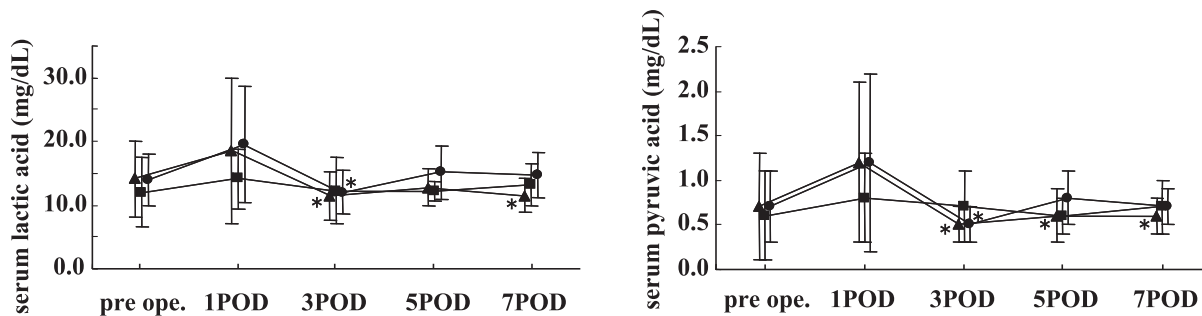 serum lactic acid (mg/dL)
30.0
20.0
10.0
0.0
*
*
*
pre ope.
1POD
3POD
5POD
7POD
serum pyruvic acid (mg/dL)
2.5
2.0
1.5
1.0
0.5
0.0
*
*
*
*
pre ope.
1POD
3POD
5POD
7POD